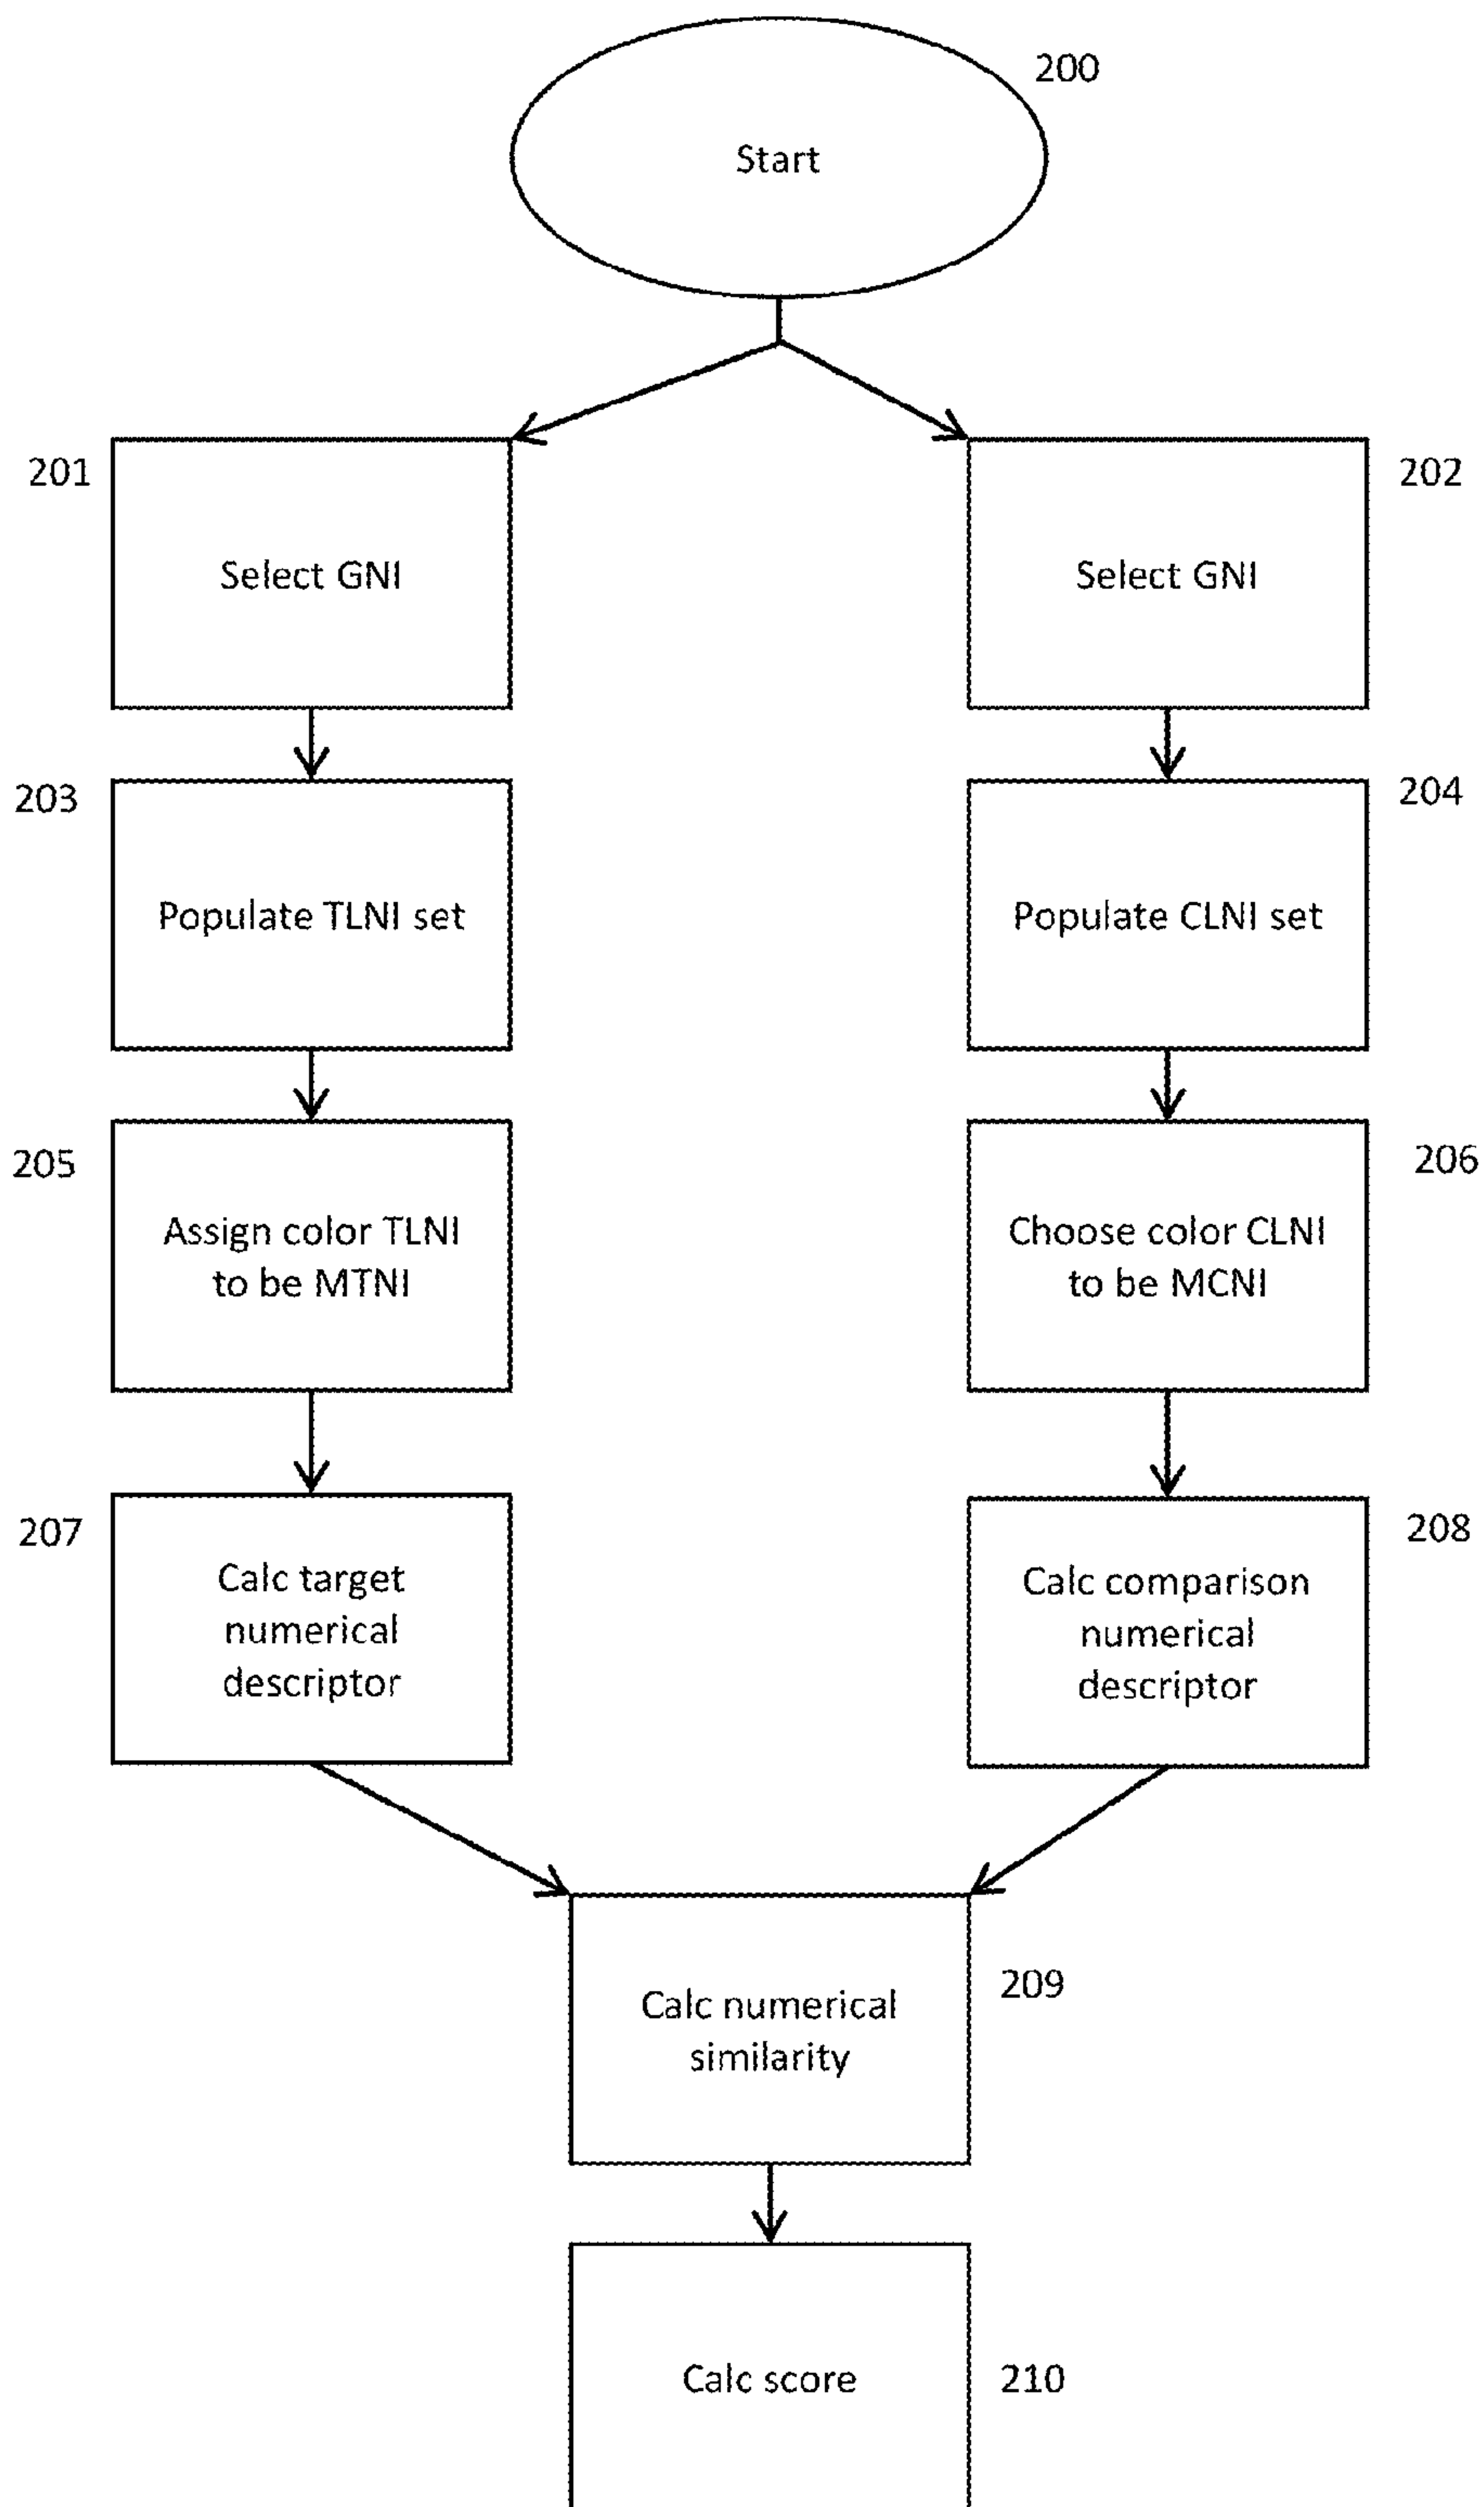 200
Start
201
202
Select GNI
Select GNI
203
204
Populate TLNI set
Populate CLNI set
205
206
Assign color TLNI
to be MTNI
Choose color CLNI
to be MCNI
207
208
Calc target
numerical
descriptor
Calc comparison
numerical
descriptor
209
Calc numerical
similarity
Calc score
210